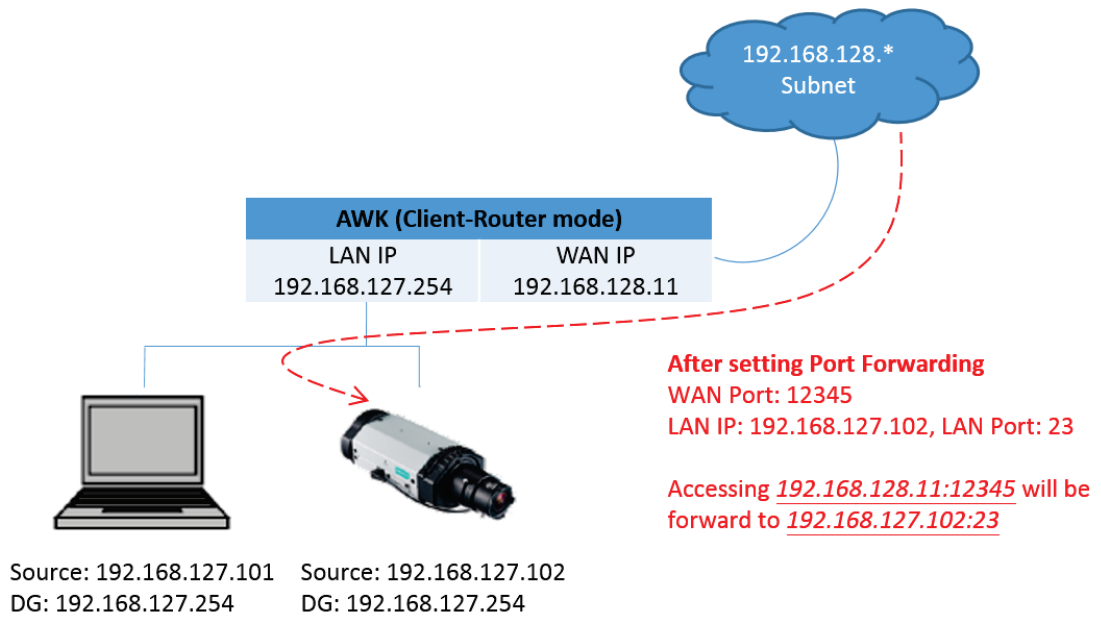 192.168.128.*
Subnet
AWK (Client-Router mode)
LAN IP
192.168.127.254
WAN IP
192.168.128.11
After setting Port Forwarding
WAN Port: 12345
LAN IP: 192.168.127.102, LAN Port: 23
Accessing 192.168.128.11:12345 will be
forward to 192.168.127.102:23
Source: 192.168.127.101
DG: 192.168.127.254
Source: 192.168.127.102
DG: 192.168.127.254